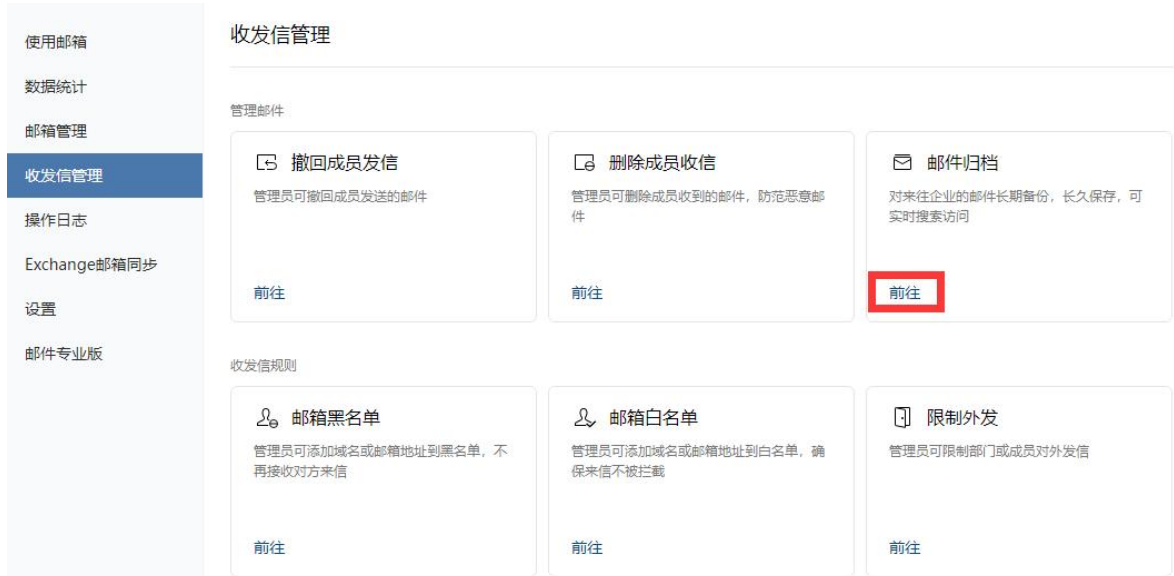 使用邮箱
数据统计
邮箱管理
收发信管理
操作日志
Exchange邮箱同步
设置
邮件专业版
收发信管理
管理邮件
撤回成员发信
管理员可撤回成员发送的邮件
前往
删除成员收信
管理员可删除成员收到的邮件，防范恶意邮
件
前往
邮件归档
对来往企业的邮件长期备份，长久保存，可
实时搜索访问
前往
收发信规则
邮箱黑名单
管理员可添加域名或邮箱地址到黑名单，不
再接收对方来信
前往
邮箱白名单
管理员可添加域名或邮箱地址到白名单，确
保来信不被拦截
前往
限制外发
管理员可限制部门或成员对外发信
前往